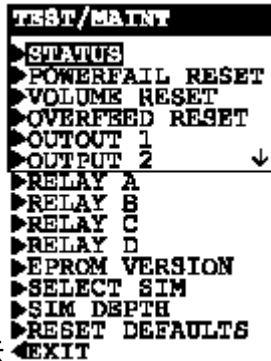 TEST/MAINT
STATUS
POWERFAIL RESET
VOLUME RESET
OVERFEED RESET
OUTOUT 1
OUTPUT 2
RELAY A
RELAY B
RELAY C
RELAY D
EPROM VERSION
SELECT SIM
SIM DEPTH
RESET DEFAULTS
EXIT